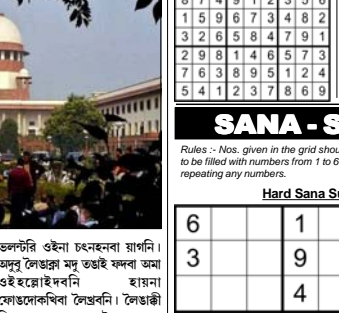 8 7 4 9 1 2 3 5 6
1 5 9 6 7 3 4 8 2
3 2 6 5 8 4 7 9 1
2 9 8 1 4 6 5 7 3
7 6 3 8 9 5 1 2 4
5 4 1 2 3 7 8 6 9
SANA - S
Rules :- Nos. given in the grid shou
to be filled with numbers from 1 to 6
repeating any numbers.
Hard Sana Su
6 1
3 9
4
ভলন্টরি ওইনা চৎনহনবা য়াগনি।
অদুবু লৈঙাক্না মদু তঙাই ফদবা অমা
ওইহল্লোইদবনি হায়না
ফোঙদোকখিবা লৈখ্রবনি। লৈঙাক্কী